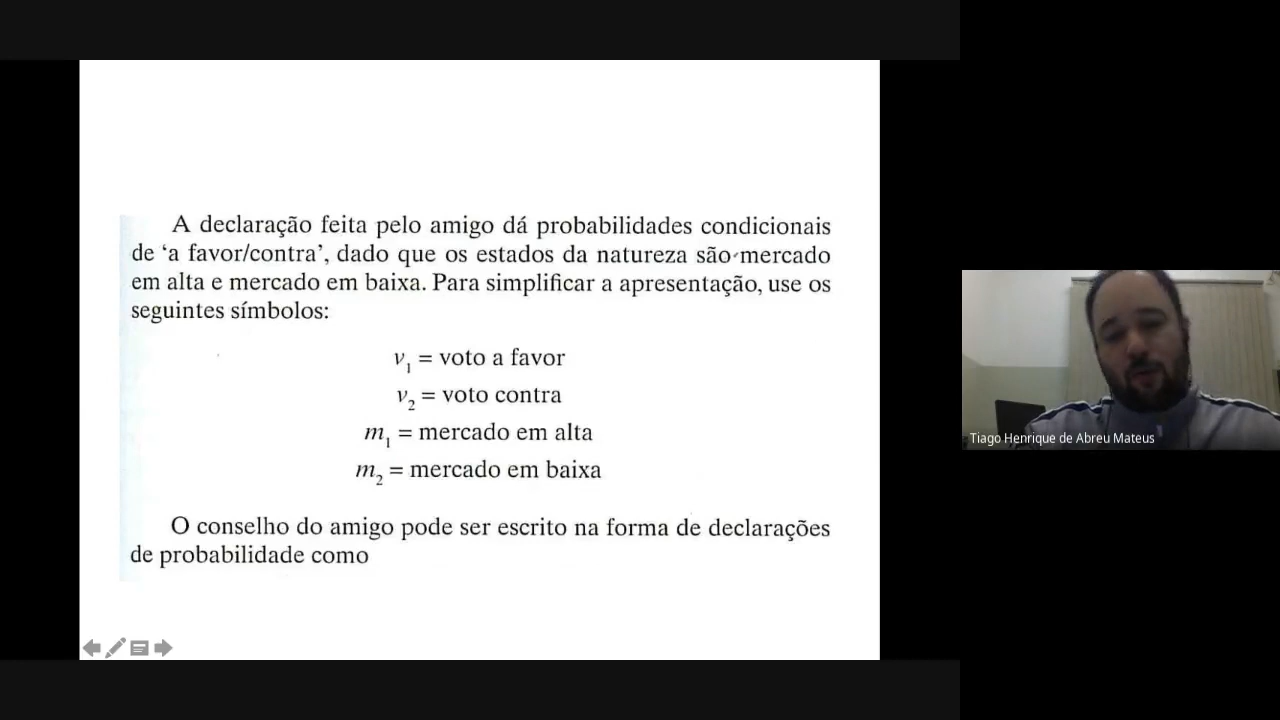 A declaração feita pelo amigo dá probabilidades condicionais
de ‘a favor/contra’, dado que os estados da natureza são mercado
em alta e mercado em baixa. Para simplificar a apresentação, use os
seguintes símbolos:
v₁ = voto a favor
v₂ = voto contra
m₁ = mercado em alta
m₂ = mercado em baixa
O conselho do amigo pode ser escrito na forma de declarações
de probabilidade como
Tiago Henrique de Abreu Mateus